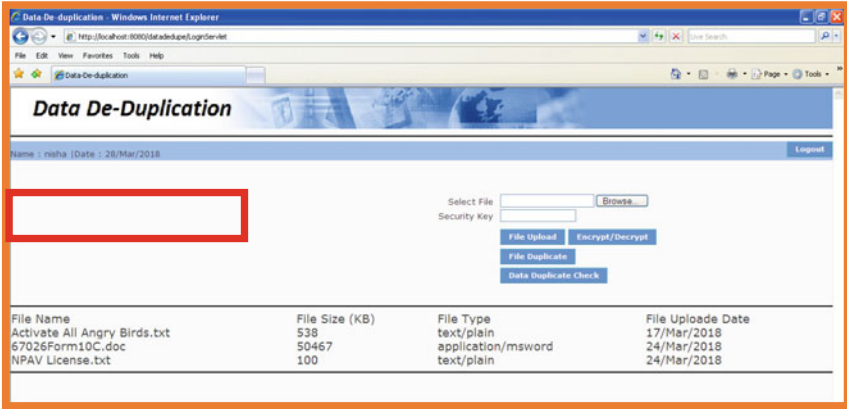 Data De-duplication - Windows Internet Explorer
http://localhost:8080/datadedupe/LoginServlet
Live Search
File Edit View Favorites Tools Help
Data De-duplication
Page Tools
Data De-Duplication
Name : nisha |Date : 28/Mar/2018 Logout
Select File Browse...
Security Key
File Upload Encrypt/Decrypt
File Duplicate
Data Duplicate Check
File Name File Size (KB) File Type File Uploade Date
Activate All Angry Birds.txt 538 text/plain 17/Mar/2018
67026Form10C.doc 50467 application/msword 24/Mar/2018
NPAV License.txt 100 text/plain 24/Mar/2018